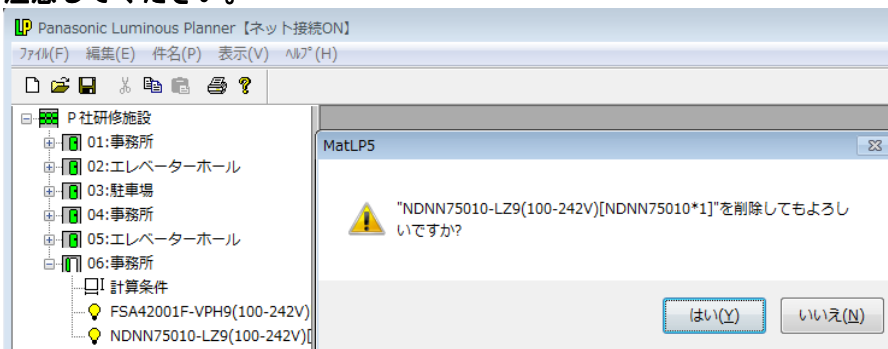 Panasonic Luminous Planner【ネット接続ON】
ﾌｧｲﾙ(F) 編集(E) 件名(P) 表示(V) ﾍﾙﾌﾟ(H)
P社研修施設
01:事務所
02:エレベーターホール
03:駐車場
04:事務所
05:エレベーターホール
06:事務所
計算条件
FSA42001F-VPH9(100-242V)
NDNN75010-LZ9(100-242V)[
MatLP5
"NDNN75010-LZ9(100-242V)[NDNN75010*1]"を削除してもよろし
いですか?
はい(Y) いいえ(N)